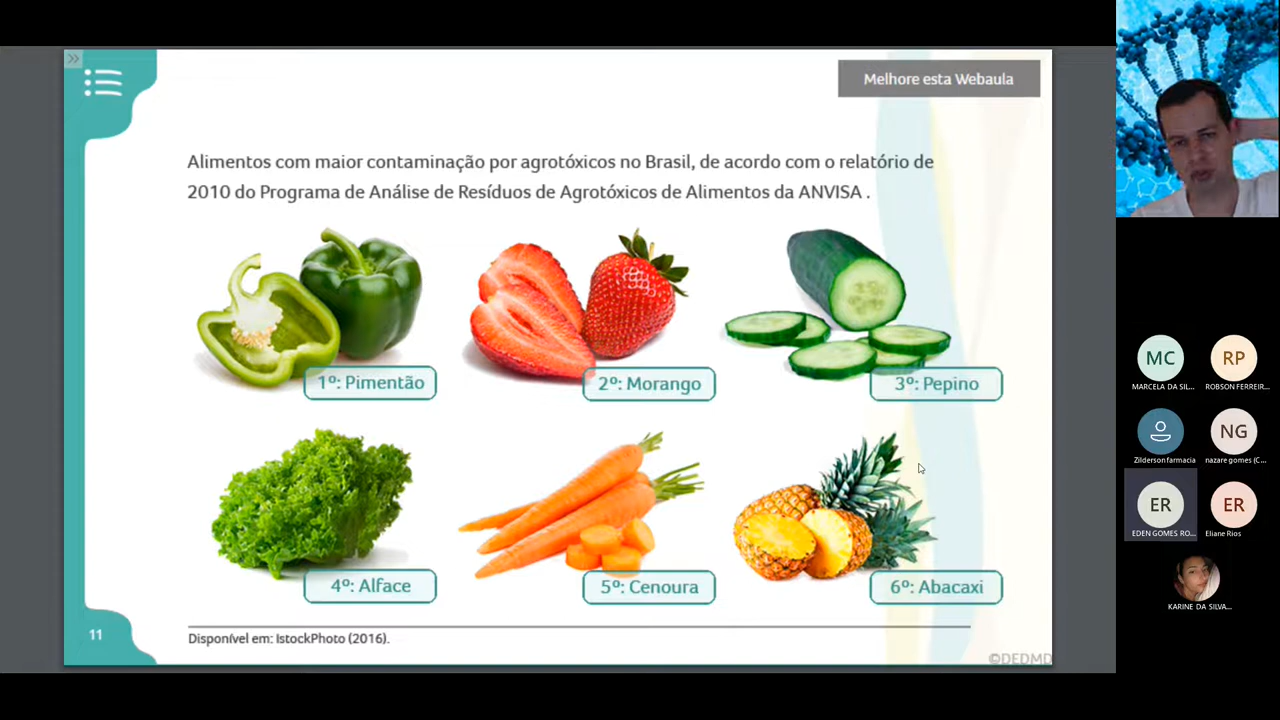 Melhore esta Webaula
Alimentos com maior contaminação por agrotóxicos no Brasil, de acordo com o relatório de
2010 do Programa de Análise de Resíduos de Agrotóxicos de Alimentos da ANVISA .
1º: Pimentão
2º: Morango
3º: Pepino
4º: Alface
5º: Cenoura
6º: Abacaxi
11
Disponível em: IstockPhoto (2016).
©DEDMD
MC
RP
MARCELA DA SIL...
ROBSON FERREIR...
NG
Zilderson farmacia
nazare gomes (C...
ER
ER
EDEN GOMES RO...
Eliane Rios
KARINE DA SILVA...